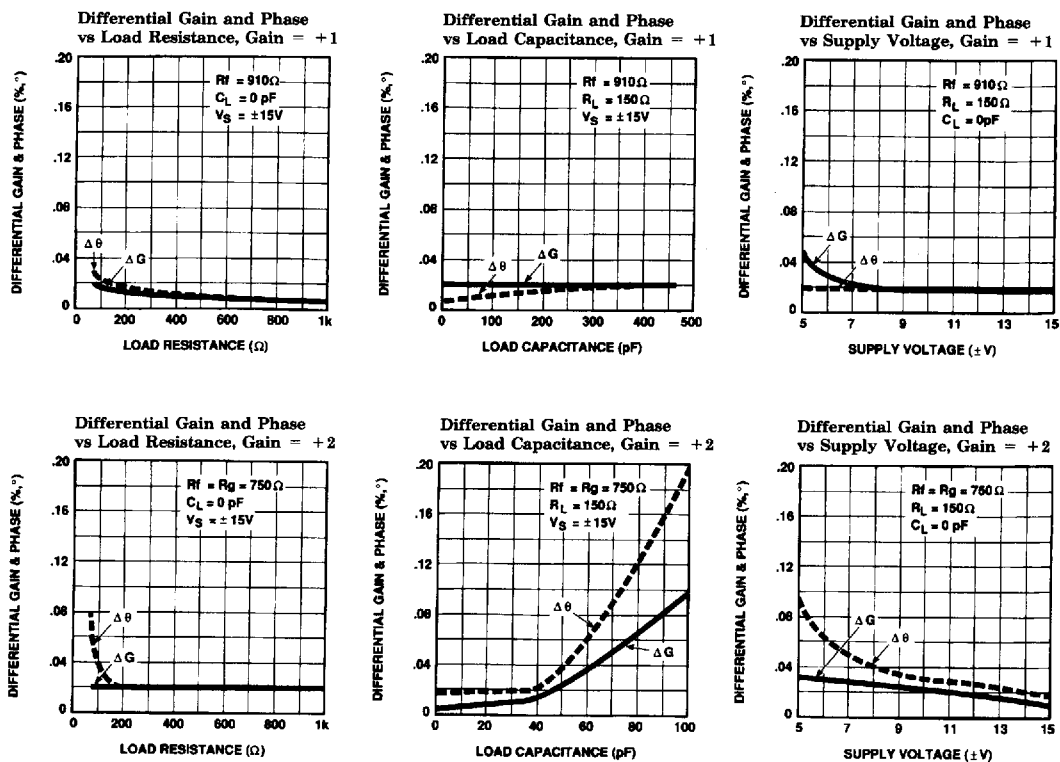 Differential Gain and Phase
vs Load Resistance, Gain = +1
DIFFERENTIAL GAIN & PHASE (%,°)
.20
.16
.12
.08
.04
0
Rf = 910Ω
CL = 0 pF
VS = ±15V
Δθ
ΔG
0 200 400 600 800 1k
LOAD RESISTANCE (Ω)
Differential Gain and Phase
vs Load Capacitance, Gain = +1
DIFFERENTIAL GAIN & PHASE (%,°)
.20
.16
.12
.08
.04
0
Rf = 910Ω
RL = 150Ω
VS = ±15V
Δθ
ΔG
0 100 200 300 400 500
LOAD CAPACITANCE (pF)
Differential Gain and Phase
vs Supply Voltage, Gain = +1
DIFFERENTIAL GAIN & PHASE (%,°)
.20
.16
.12
.08
.04
0
Rf = 910Ω
RL = 150Ω
CL = 0pF
ΔG
Δθ
5 7 9 11 13 15
SUPPLY VOLTAGE (±V)
Differential Gain and Phase
vs Load Resistance, Gain = +2
DIFFERENTIAL GAIN & PHASE (%,°)
.20
.16
.12
.08
.04
0
Rf = Rg = 750Ω
CL = 0 pF
VS = ±15V
Δθ
ΔG
0 200 400 600 800 1k
LOAD RESISTANCE (Ω)
Differential Gain and Phase
vs Load Capacitance, Gain = +2
DIFFERENTIAL GAIN & PHASE (%,°)
.20
.16
.12
.08
.04
0
Rf = Rg = 750Ω
RL = 150Ω
VS = ±15V
Δθ
ΔG
0 20 40 60 80 100
LOAD CAPACITANCE (pF)
Differential Gain and Phase
vs Supply Voltage, Gain = +2
DIFFERENTIAL GAIN & PHASE (%,°)
.20
.16
.12
.08
.04
0
Rf = Rg = 750Ω
RL = 150Ω
CL = 0 pF
ΔG
Δθ
5 7 9 11 13 15
SUPPLY VOLTAGE (±V)